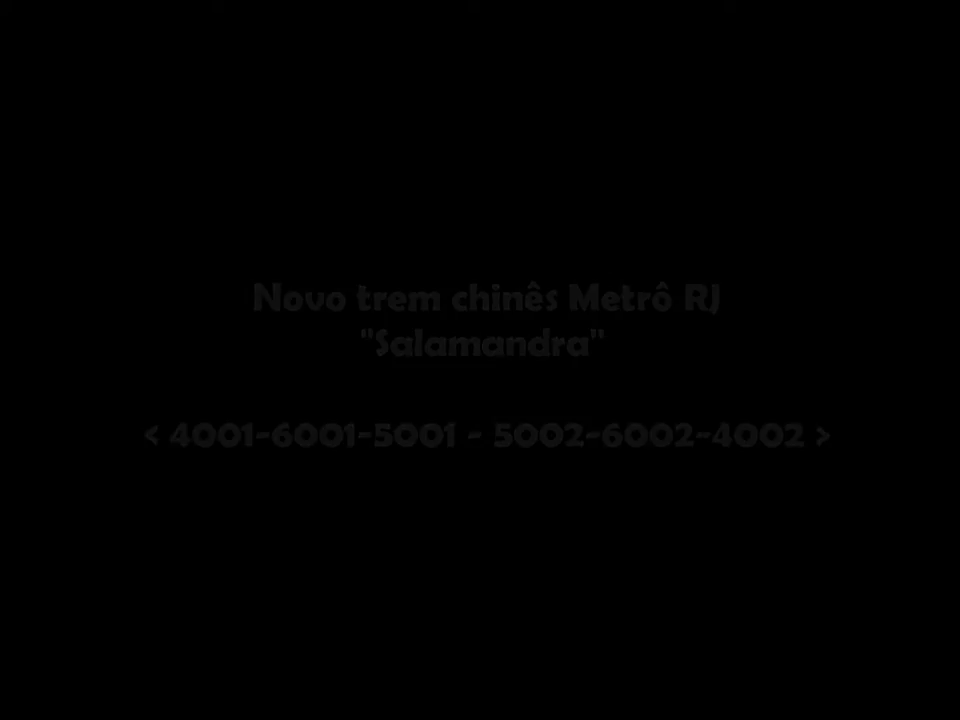 Novo trem chinês Metrô RJ
"Salamandra"
< 4001-6001-5001 - 5002-6002-4002 >